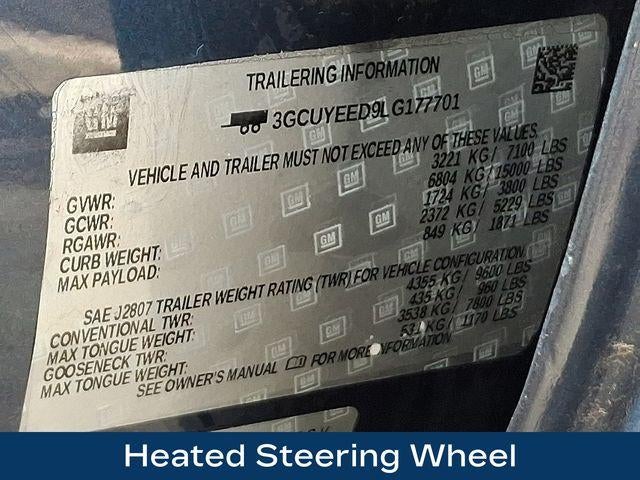 GM
TRAILERING INFORMATION
3GCUYEED9LG177701
VEHICLE AND TRAILER MUST NOT EXCEED ANY OF THESE VALUES
GVWR: 3221 KG / 7100 LBS
GCWR: 6804 KG / 15000 LBS
RGAWR: 1724 KG / 3800 LBS
CURB WEIGHT: 2372 KG / 5229 LBS
MAX PAYLOAD: 849 KG / 1871 LBS
SAE J2807 TRAILER WEIGHT RATING (TWR) FOR VEHICLE CONFIGURATION
CONVENTIONAL TWR: 4355 KG / 9600 LBS
MAX TONGUE WEIGHT: 435 KG / 960 LBS
GOOSENECK TWR: 3538 KG / 7800 LBS
MAX TONGUE WEIGHT: KG / 1170 LBS
SEE OWNER'S MANUAL FOR MORE INFORMATION
Heated Steering Wheel